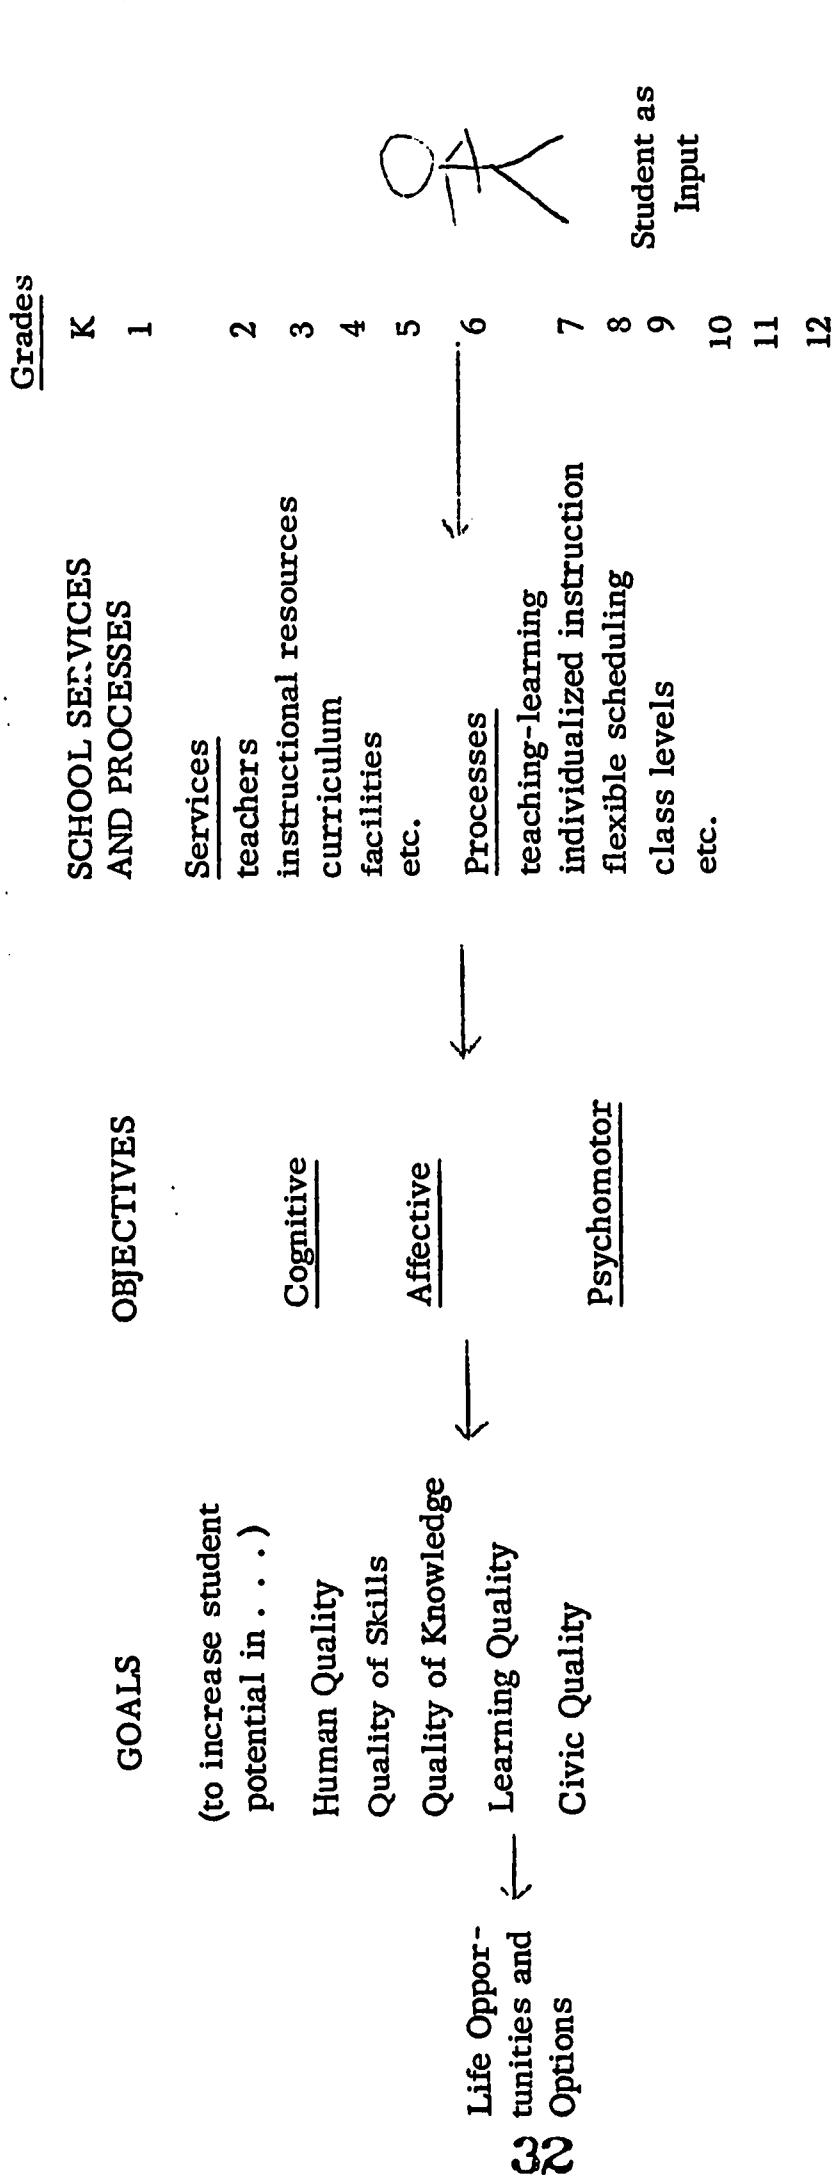 Life Oppor-
tunities and
Options
GOALS
(to increase student
potential in . . . .)
Human Quality
Quality of Skills
Quality of Knowledge
Learning Quality
Civic Quality
OBJECTIVES
Cognitive
Affective
Psychomotor
SCHOOL SERVICES
AND PROCESSES
Services
teachers
instructional resources
curriculum
facilities
etc.
Processes
teaching-learning
individualized instruction
flexible scheduling
class levels
etc.
Grades
K
1
2
3
4
5
6
7
8
9
10
11
12
Student as
Input
32